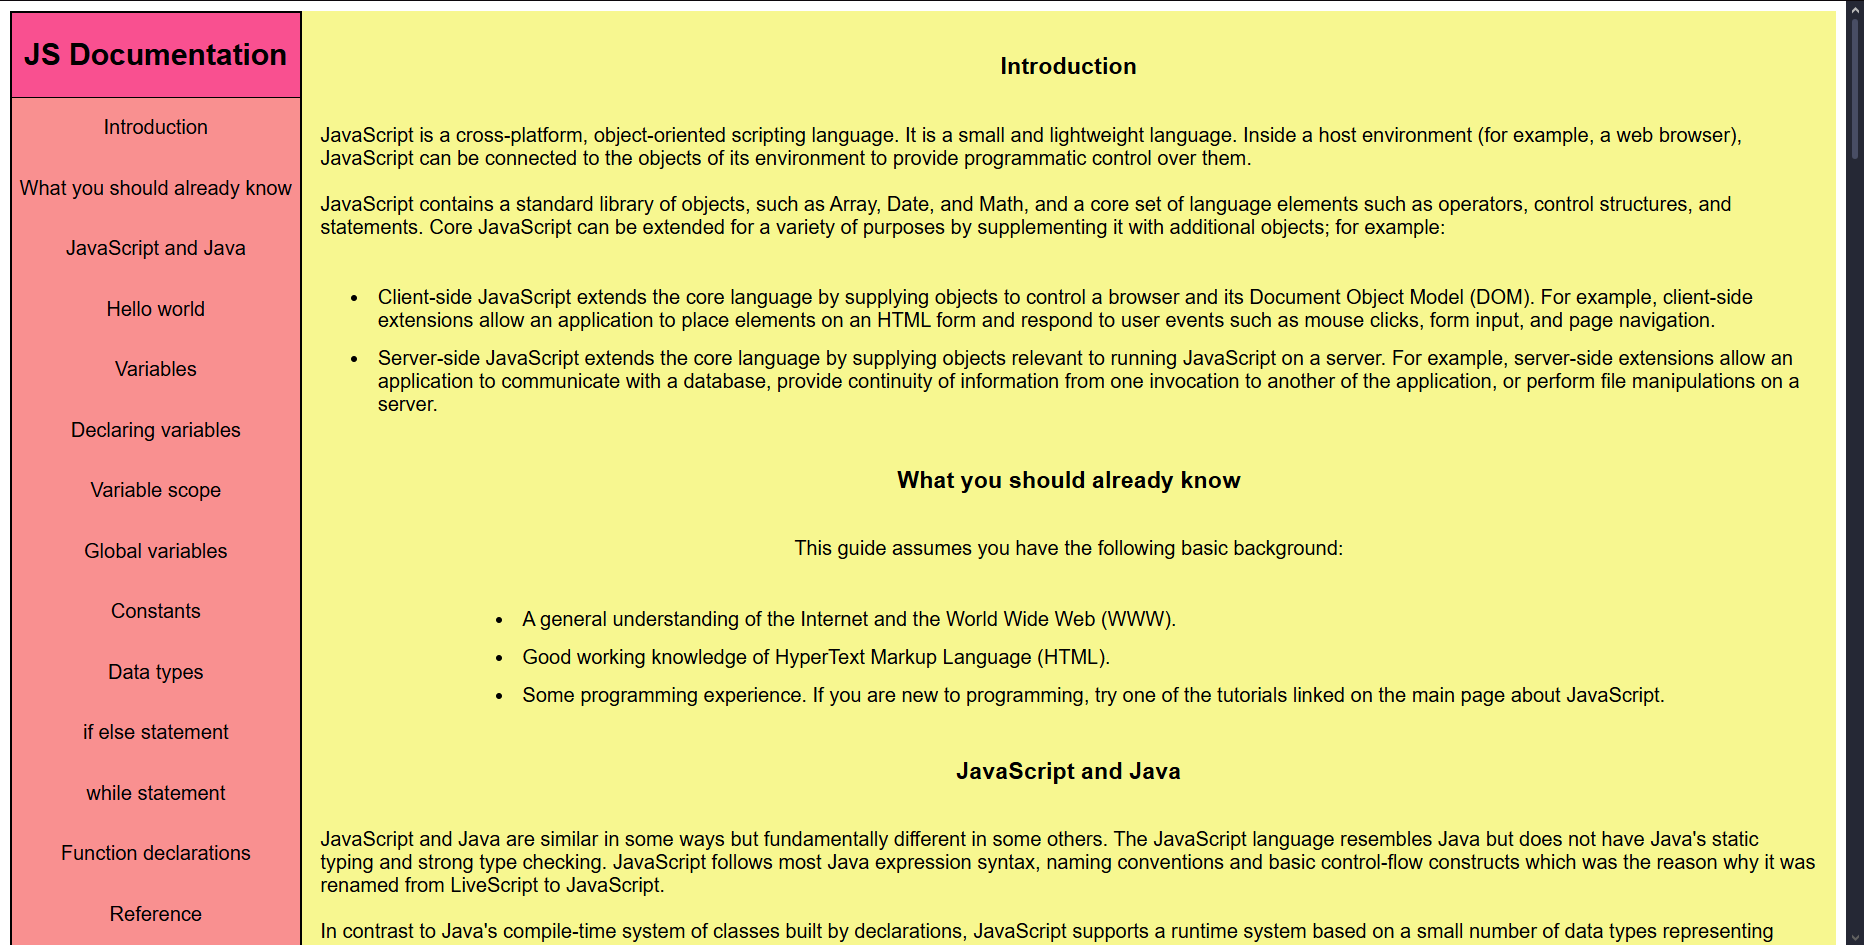 JS Documentation
Introduction
What you should already know
JavaScript and Java
Hello world
Variables
Declaring variables
Variable scope
Global variables
Constants
Data types
if else statement
while statement
Function declarations
Reference
Introduction
JavaScript is a cross-platform, object-oriented scripting language. It is a small and lightweight language. Inside a host environment (for example, a web browser),
JavaScript can be connected to the objects of its environment to provide programmatic control over them.
JavaScript contains a standard library of objects, such as Array, Date, and Math, and a core set of language elements such as operators, control structures, and
statements. Core JavaScript can be extended for a variety of purposes by supplementing it with additional objects; for example:
• Client-side JavaScript extends the core language by supplying objects to control a browser and its Document Object Model (DOM). For example, client-side
extensions allow an application to place elements on an HTML form and respond to user events such as mouse clicks, form input, and page navigation.
• Server-side JavaScript extends the core language by supplying objects relevant to running JavaScript on a server. For example, server-side extensions allow an
application to communicate with a database, provide continuity of information from one invocation to another of the application, or perform file manipulations on a
server.
What you should already know
This guide assumes you have the following basic background:
• A general understanding of the Internet and the World Wide Web (WWW).
• Good working knowledge of HyperText Markup Language (HTML).
• Some programming experience. If you are new to programming, try one of the tutorials linked on the main page about JavaScript.
JavaScript and Java
JavaScript and Java are similar in some ways but fundamentally different in some others. The JavaScript language resembles Java but does not have Java's static
typing and strong type checking. JavaScript follows most Java expression syntax, naming conventions and basic control-flow constructs which was the reason why it was
renamed from LiveScript to JavaScript.
In contrast to Java's compile-time system of classes built by declarations, JavaScript supports a runtime system based on a small number of data types representing